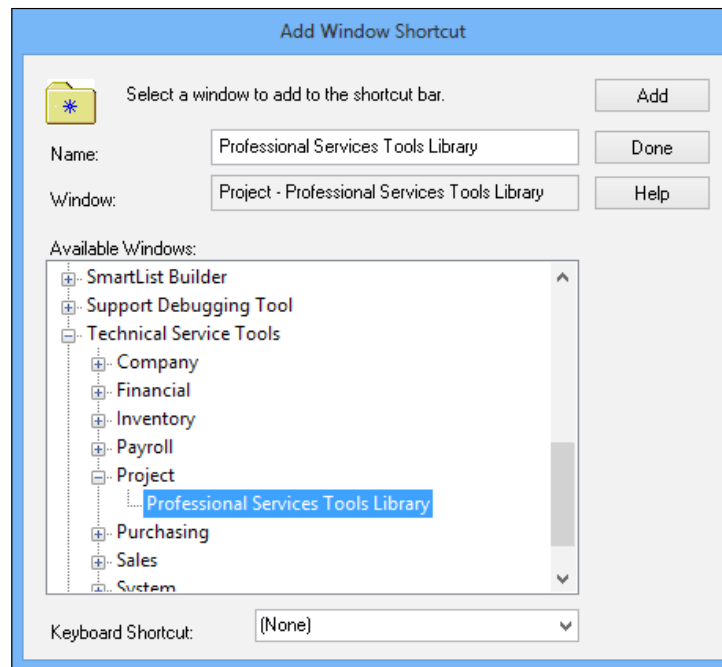 Add Window Shortcut
Select a window to add to the shortcut bar.
Add
Name:
Professional Services Tools Library
Done
Window:
Project - Professional Services Tools Library
Help
Available Windows:
SmartList Builder
Support Debugging Tool
Technical Service Tools
Company
Financial
Inventory
Payroll
Project
Professional Services Tools Library
Purchasing
Sales
System
Keyboard Shortcut:
(None)